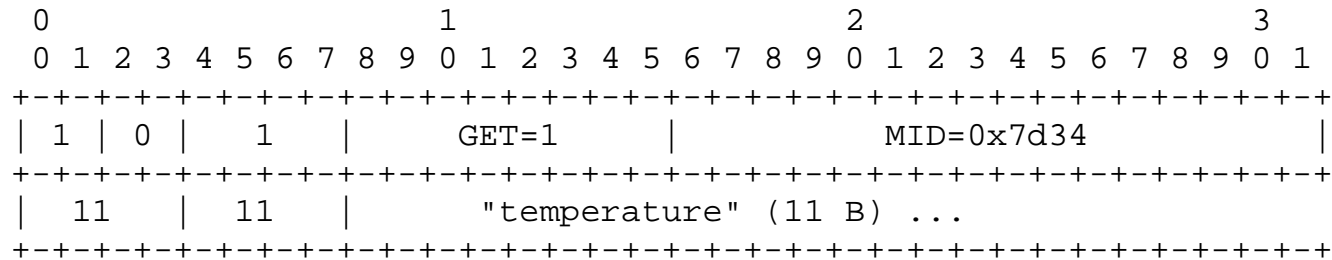 0                   1                   2                   3
 0 1 2 3 4 5 6 7 8 9 0 1 2 3 4 5 6 7 8 9 0 1 2 3 4 5 6 7 8 9 0 1
+-+-+-+-+-+-+-+-+-+-+-+-+-+-+-+-+-+-+-+-+-+-+-+-+-+-+-+-+-+-+-+-+
| 1 | 0 |   1   |     GET=1     |          MID=0x7d34           |
+-+-+-+-+-+-+-+-+-+-+-+-+-+-+-+-+-+-+-+-+-+-+-+-+-+-+-+-+-+-+-+-+
|  11   |  11   |      "temperature" (11 B) ...
+-+-+-+-+-+-+-+-+-+-+-+-+-+-+-+-+-+-+-+-+-+-+-+-+-+-+-+-+-+-+-+-+